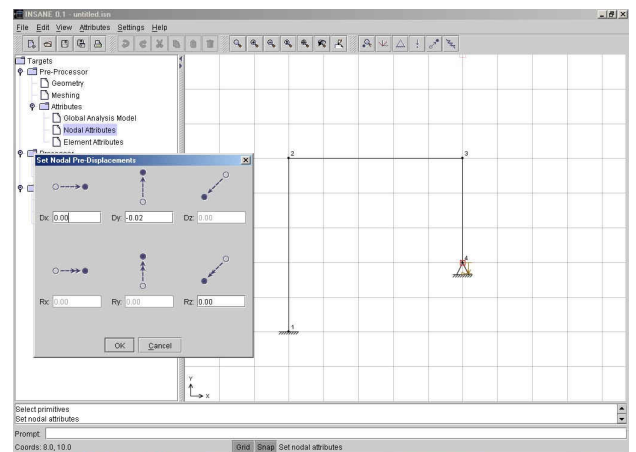 INSANE 0.1 - untitled.isn
File Edit View Attributes Settings Help
Targets
Pre-Processor
Geometry
Meshing
Attributes
Global Analysis Model
Nodal Attributes
Element Attributes
Processor
Set Nodal Pre-Displacements
Dx: 0.00 Dy: -0.02 Dz: 0.00
Rx: 0.00 Ry: 0.00 Rz: 0.00
OK Cancel
2 3
4
1
Y
X
Select primitives
Set nodal attributes
Prompt:
Coords: 8.0, 10.0 Grid Snap Set nodal attributes